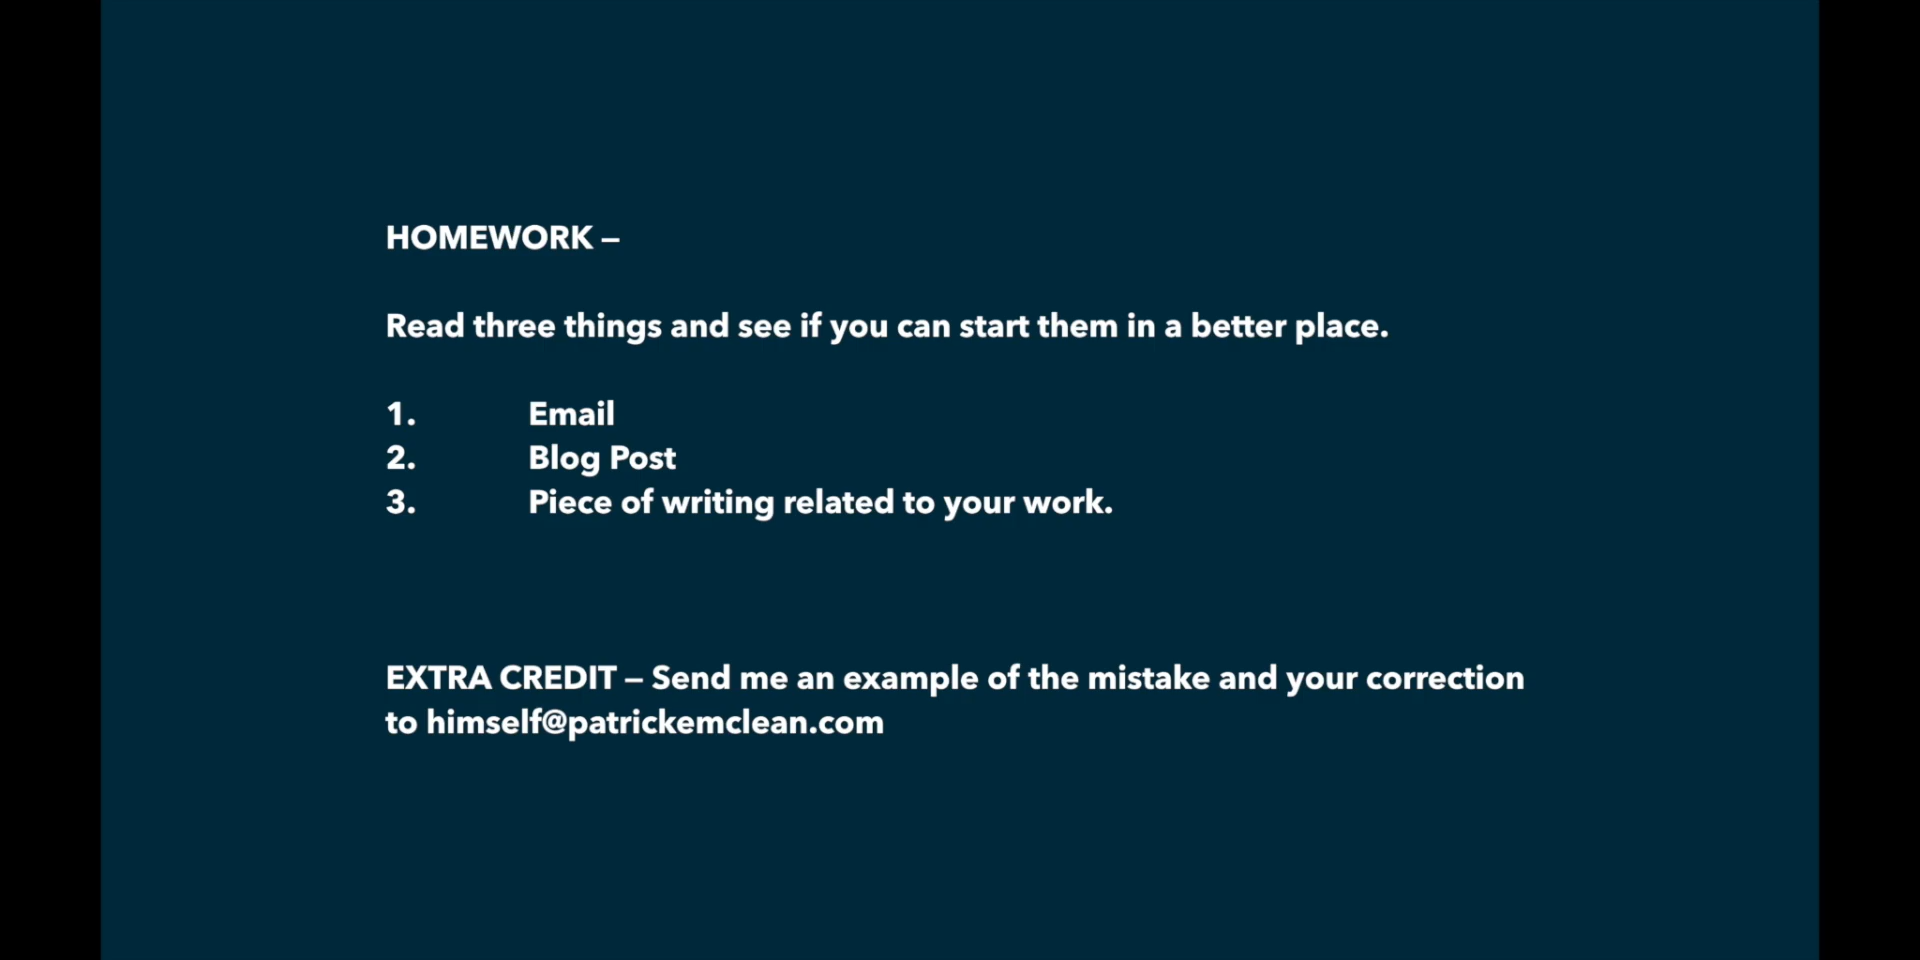 HOMEWORK –
Read three things and see if you can start them in a better place.
1. Email
2. Blog Post
3. Piece of writing related to your work.
EXTRA CREDIT – Send me an example of the mistake and your correction
to himself@patrickemclean.com